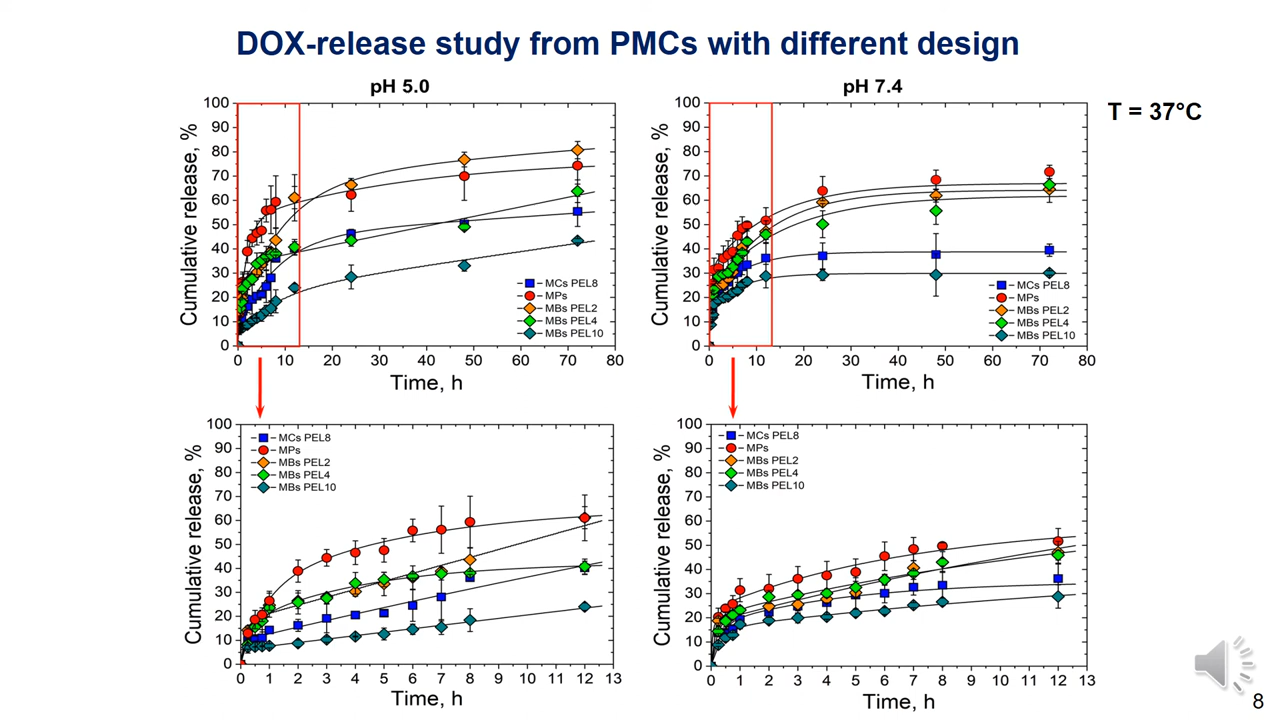 DOX-release study from PMCs with different design
pH 5.0
pH 7.4
T = 37°C
Cumulative release, %
100
90
80
70
60
50
40
30
20
10
0
MCs PEL8
MPs
MBs PEL2
MBs PEL4
MBs PEL10
0 10 20 30 40 50 60 70 80
Time, h
Cumulative release, %
100
90
80
70
60
50
40
30
20
10
0
MCs PEL8
MPs
MBs PEL2
MBs PEL4
MBs PEL10
0 10 20 30 40 50 60 70 80
Time, h
Cumulative release, %
100
90
80
70
60
50
40
30
20
10
0
MCs PEL8
MPs
MBs PEL2
MBs PEL4
MBs PEL10
0 1 2 3 4 5 6 7 8 9 10 11 12 13
Time, h
Cumulative release, %
100
90
80
70
60
50
40
30
20
10
0
MCs PEL8
MPs
MBs PEL2
MBs PEL4
MBs PEL10
0 1 2 3 4 5 6 7 8 9 10 11 12 13
Time, h
8